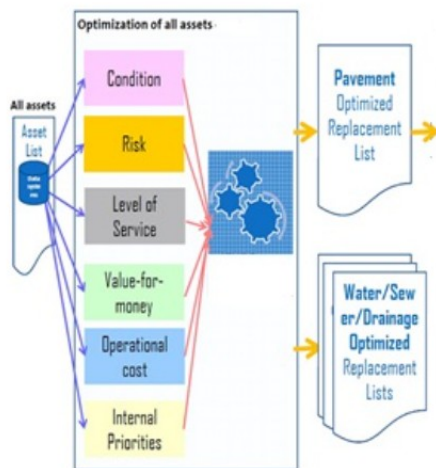 Optimization of all assets
All assets
Asset
List
Condition
Risk
Level of
Service
Value-for-
money
Operational
cost
Internal
Priorities
Pavement
Optimized
Replacement
List
Water/Sew
er/Drainage
Optimized
Replacement
Lists